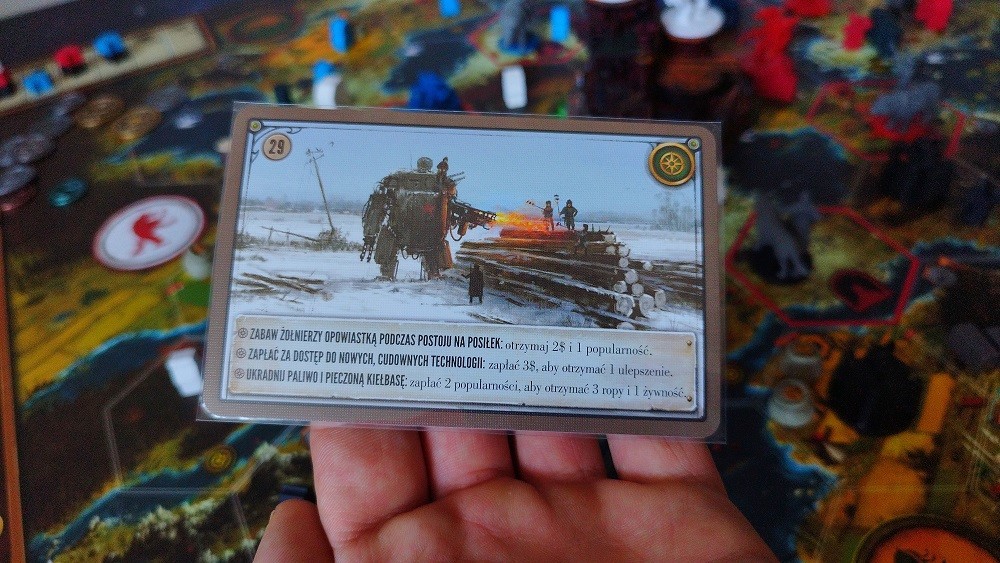 29
ZABAW ŻOŁNIERZY OPOWIASTKĄ PODCZAS POSTOJU NA POSIŁEK: otrzymaj 2$ i 1 popularność.
ZAPŁAĆ ZA DOSTĘP DO NOWYCH, CUDOWNYCH TECHNOLOGII: zapłać 3$, aby otrzymać 1 ulepszenie.
UKRADNIJ PALIWO I PIECZONĄ KIEŁBASĘ: zapłać 2 popularności, aby otrzymać 3 ropy i 1 żywność.